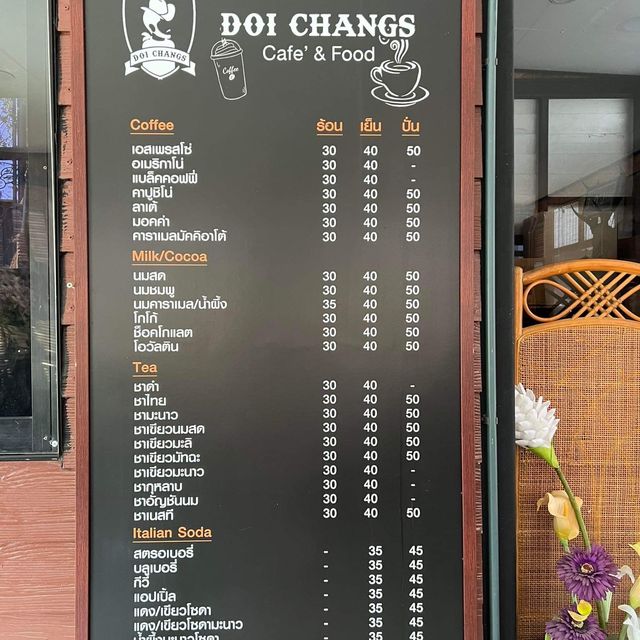 DOI CHANGS
DOI CHANGS
Cafe' & Food
Coffee
Coffee ร้อน เย็น ปั่น
เอสเพรสโซ่ 30 40 50
อเมริกาโน่ 30 40 -
แบล็คคอฟฟี่ 30 40 -
คาปูชิโน่ 30 40 50
ลาเต้ 30 40 50
มอคค่า 30 40 50
คาราเมลมัคคิอาโต้ 30 40 50
Milk/Cocoa
นมสด 30 40 50
นมชมพู 30 40 50
นมคาราเมล/น้ำผึ้ง 35 40 50
โกโก้ 30 40 50
ช็อคโกแลต 30 40 50
โอวัลติน 30 40 50
Tea
ชาดำ 30 40 -
ชาไทย 30 40 50
ชามะนาว 30 40 50
ชาเขียวนมสด 30 40 50
ชาเขียวมะลิ 30 40 50
ชาเขียวมัทฉะ 30 40 50
ชาเขียวมะนาว 30 40 -
ชากุหลาบ 30 40 -
ชาอัญชันนม 30 40 -
ชาเนสที 30 40 50
Italian Soda
สตรอเบอรี่ - 35 45
บลูเบอรี่ - 35 45
กีวี่ - 35 45
แอปเปิ้ล - 35 45
แดง/เขียวโซดา - 35 45
แดง/เขียวโซดามะนาว - 35 45
น้ำผึ้งมะนาวโซดา - 35 45